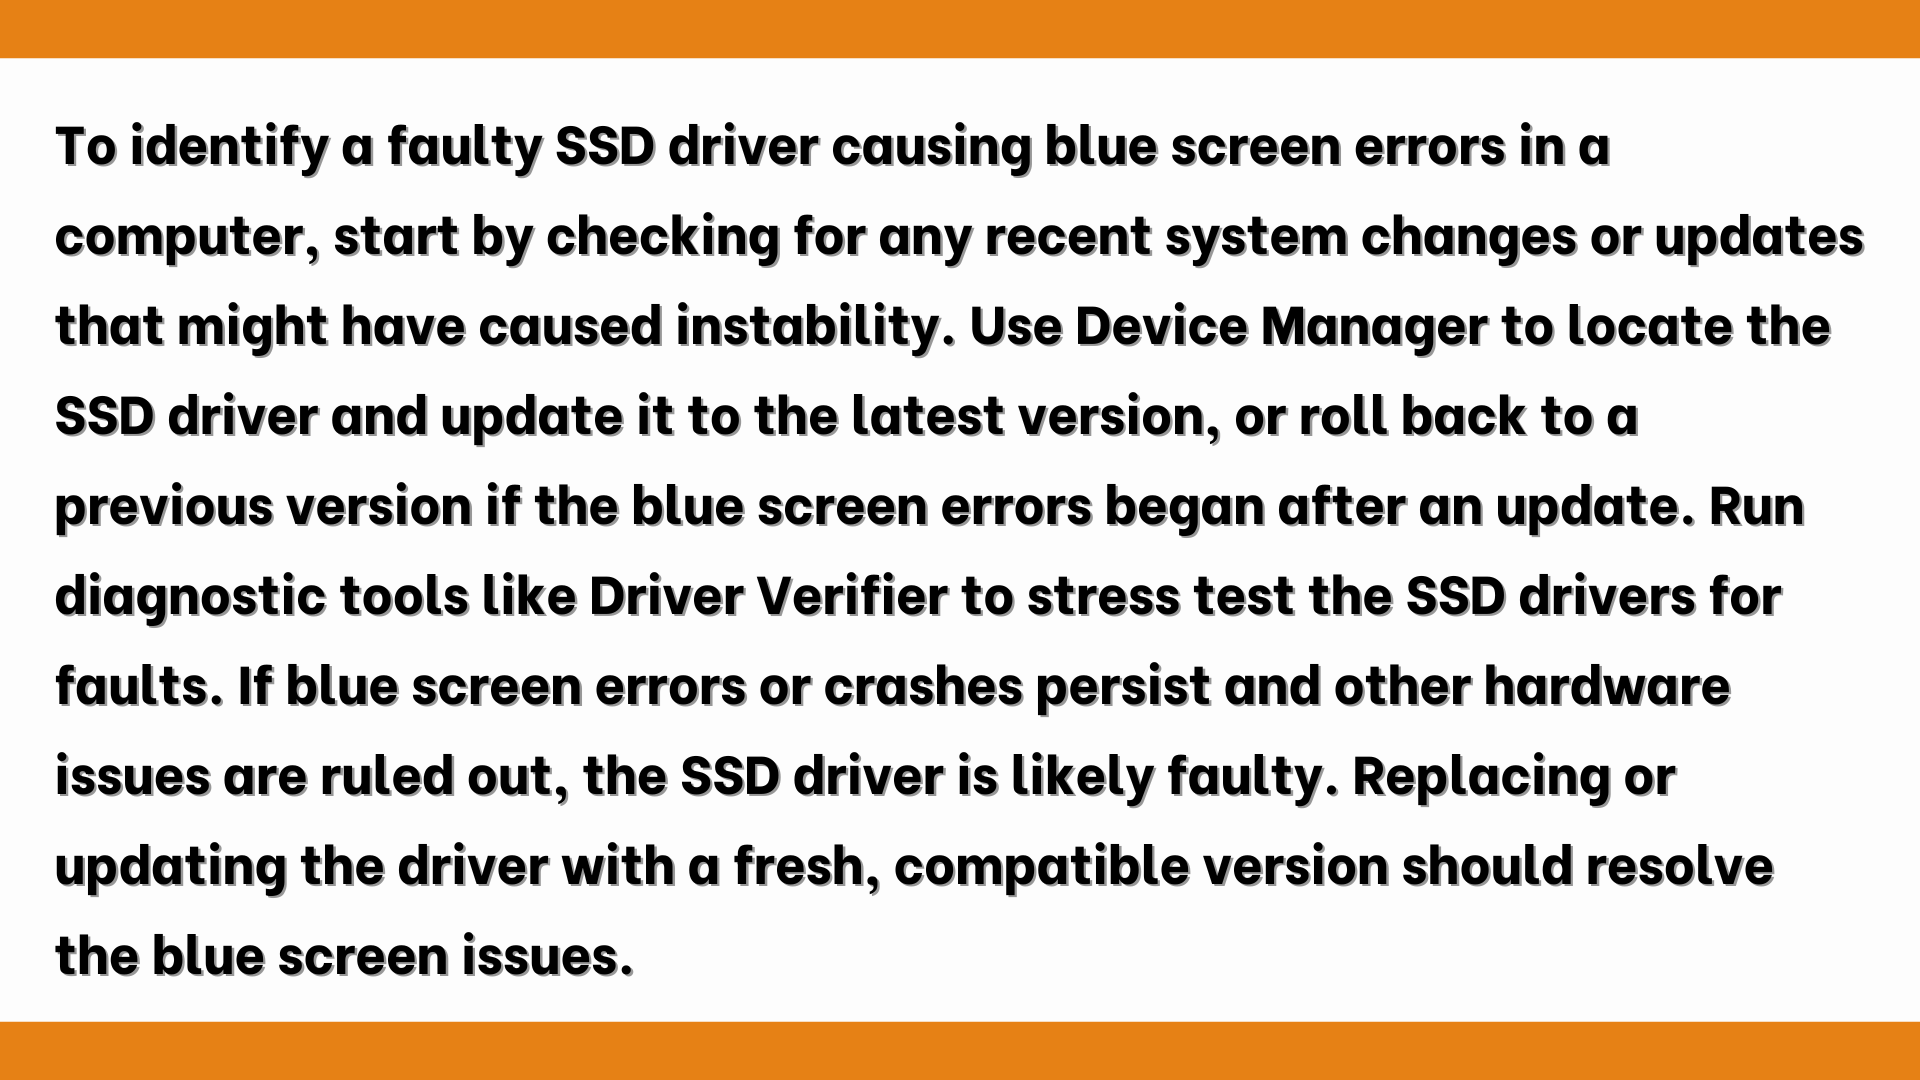 To identify a faulty SSD driver causing blue screen errors in a
computer, start by checking for any recent system changes or updates
that might have caused instability. Use Device Manager to locate the
SSD driver and update it to the latest version, or roll back to a
previous version if the blue screen errors began after an update. Run
diagnostic tools like Driver Verifier to stress test the SSD drivers for
faults. If blue screen errors or crashes persist and other hardware
issues are ruled out, the SSD driver is likely faulty. Replacing or
updating the driver with a fresh, compatible version should resolve
the blue screen issues.